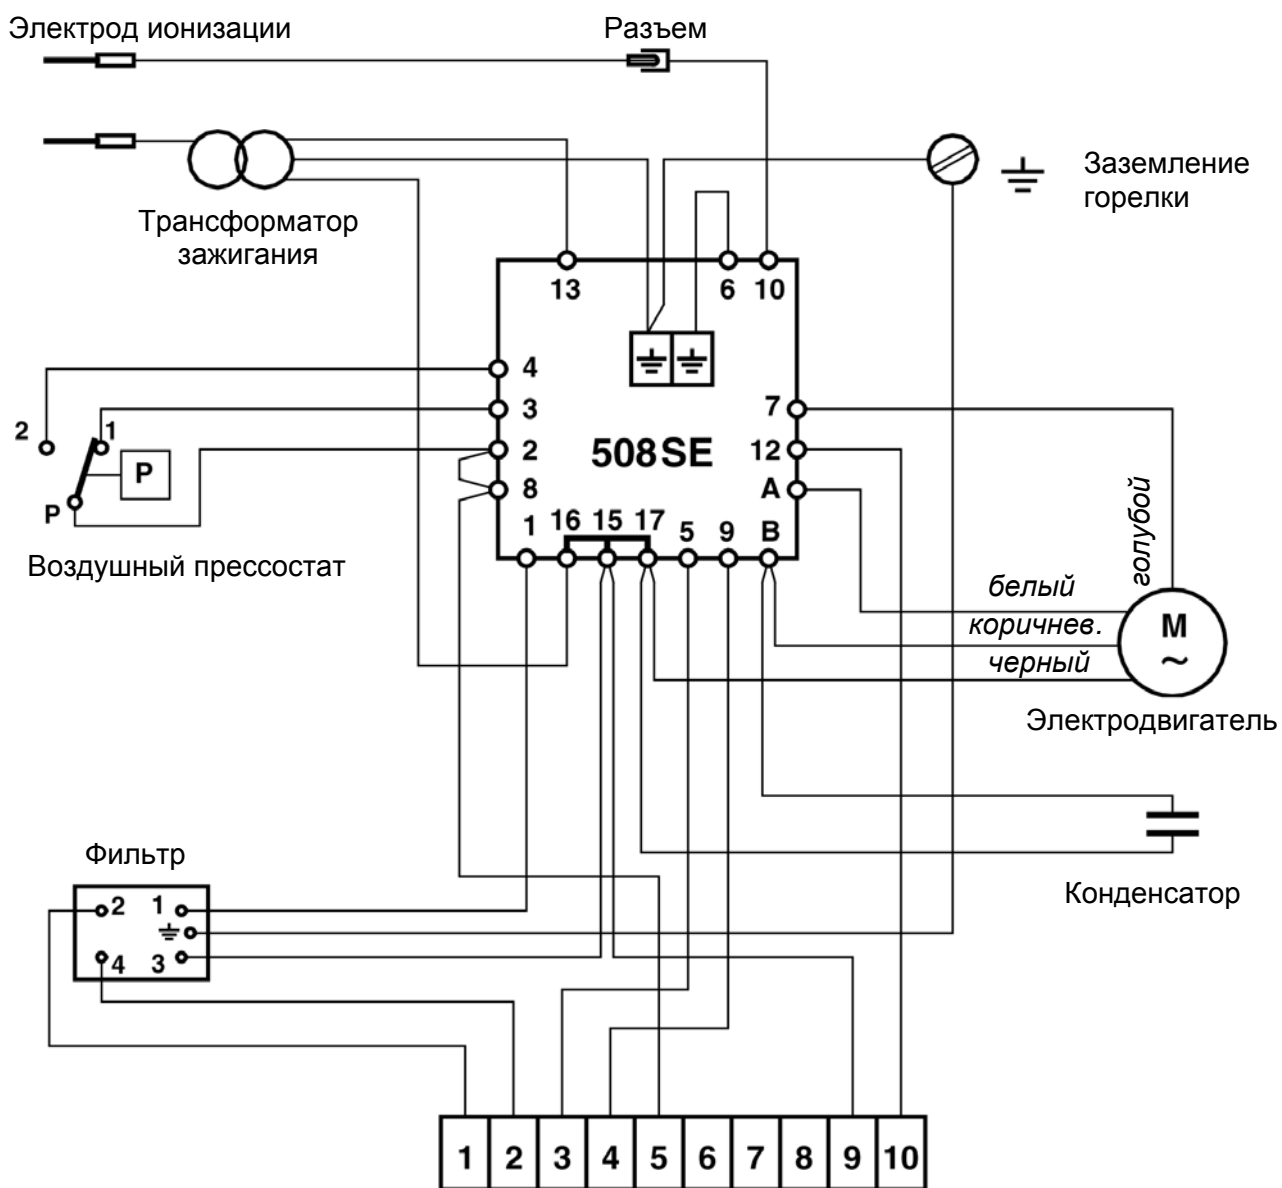 Электрод ионизации
Разъем
Трансформатор
зажигания
Заземление
горелки
13
6
10
4
3
2
8
7
12
A
508SE
1
16
15
17
5
9
B
2
1
P
P
Воздушный прессостат
голубой
белый
коричнев.
черный
M
~
Электродвигатель
Конденсатор
Фильтр
2
1
4
3
1
2
3
4
5
6
7
8
9
10